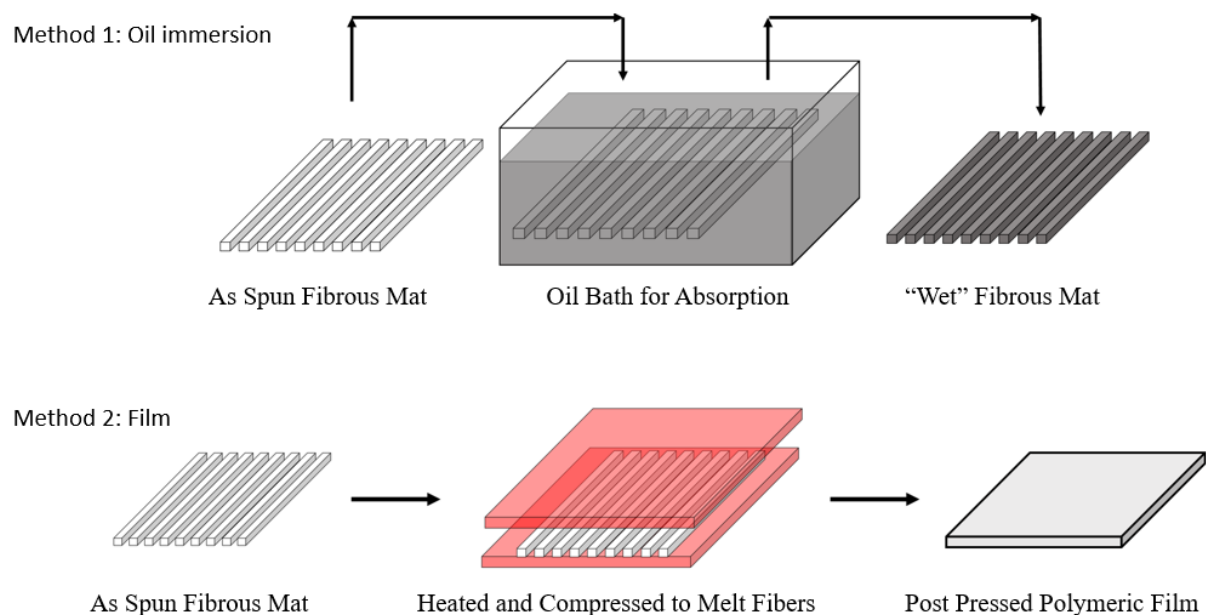 Method 1: Oil immersion
As Spun Fibrous Mat
Oil Bath for Absorption
“Wet” Fibrous Mat
Method 2: Film
As Spun Fibrous Mat
Heated and Compressed to Melt Fibers
Post Pressed Polymeric Film